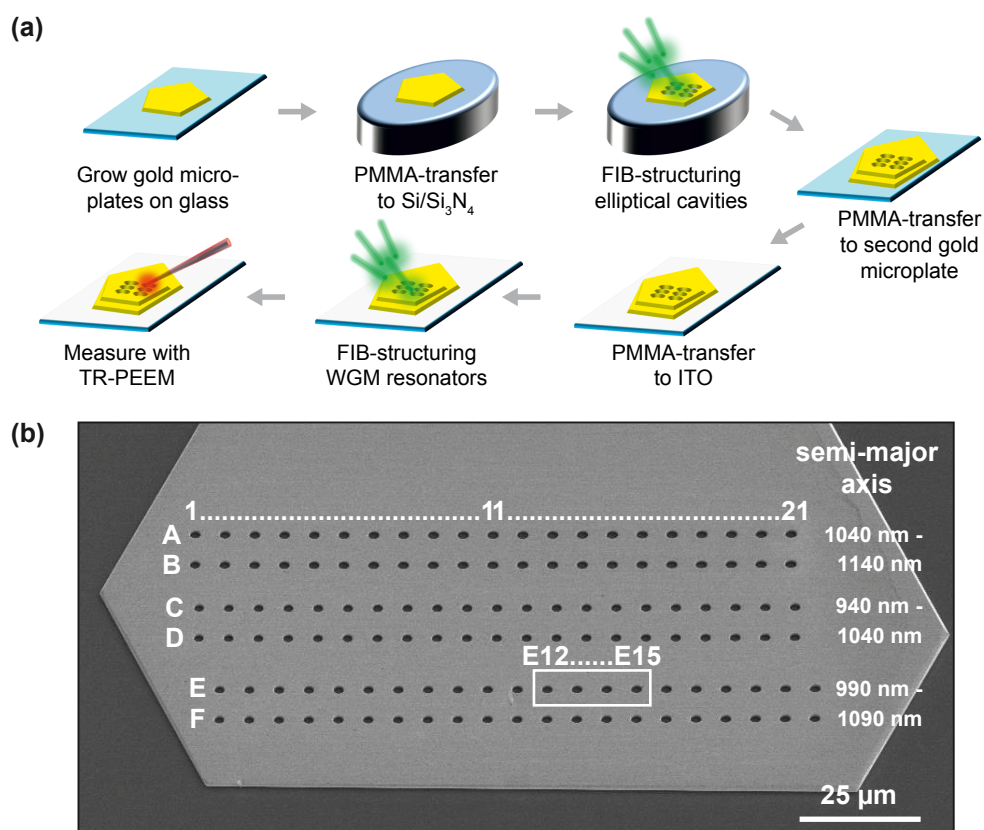 (a)
Grow gold micro-
plates on glass
PMMA-transfer
to Si/Si₃N₄
FIB-structuring
elliptical cavities
PMMA-transfer
to second gold
microplate
Measure with
TR-PEEM
FIB-structuring
WGM resonators
PMMA-transfer
to ITO
(b)
semi-major
axis
1..............................11...............................21
A 1040 nm -
B 1140 nm
C 940 nm -
D 1040 nm
E12......E15
E 990 nm -
F 1090 nm
25 µm